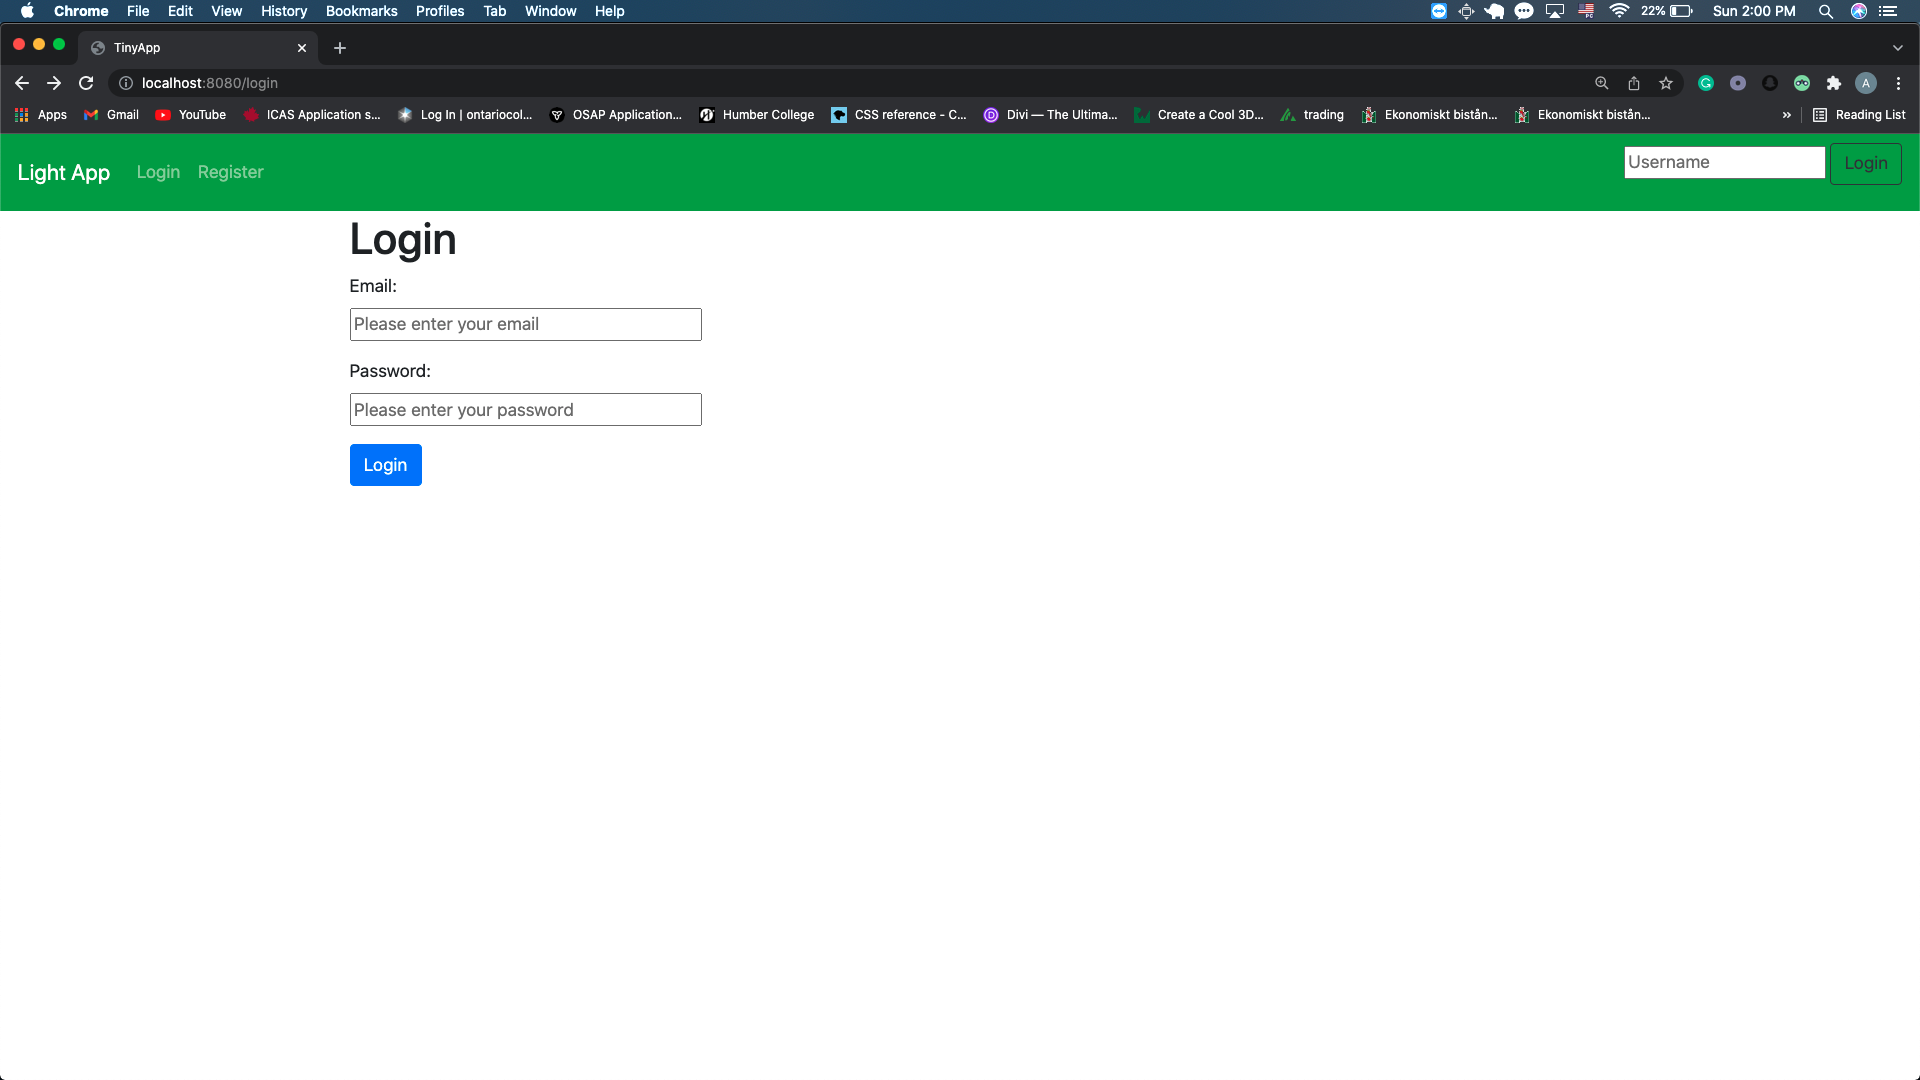 Chrome File Edit View History Bookmarks Profiles Tab Window Help 22% Sun 2:00 PM
TinyApp
localhost:8080/login A
Apps Gmail YouTube ICAS Application s... Log In | ontariocol... OSAP Application... Humber College CSS reference - C... Divi — The Ultima... Create a Cool 3D... trading Ekonomiskt bistån... Ekonomiskt bistån... » Reading List
Light App Login Register Username Login
Login
Email:
Please enter your email
Password:
Please enter your password
Login